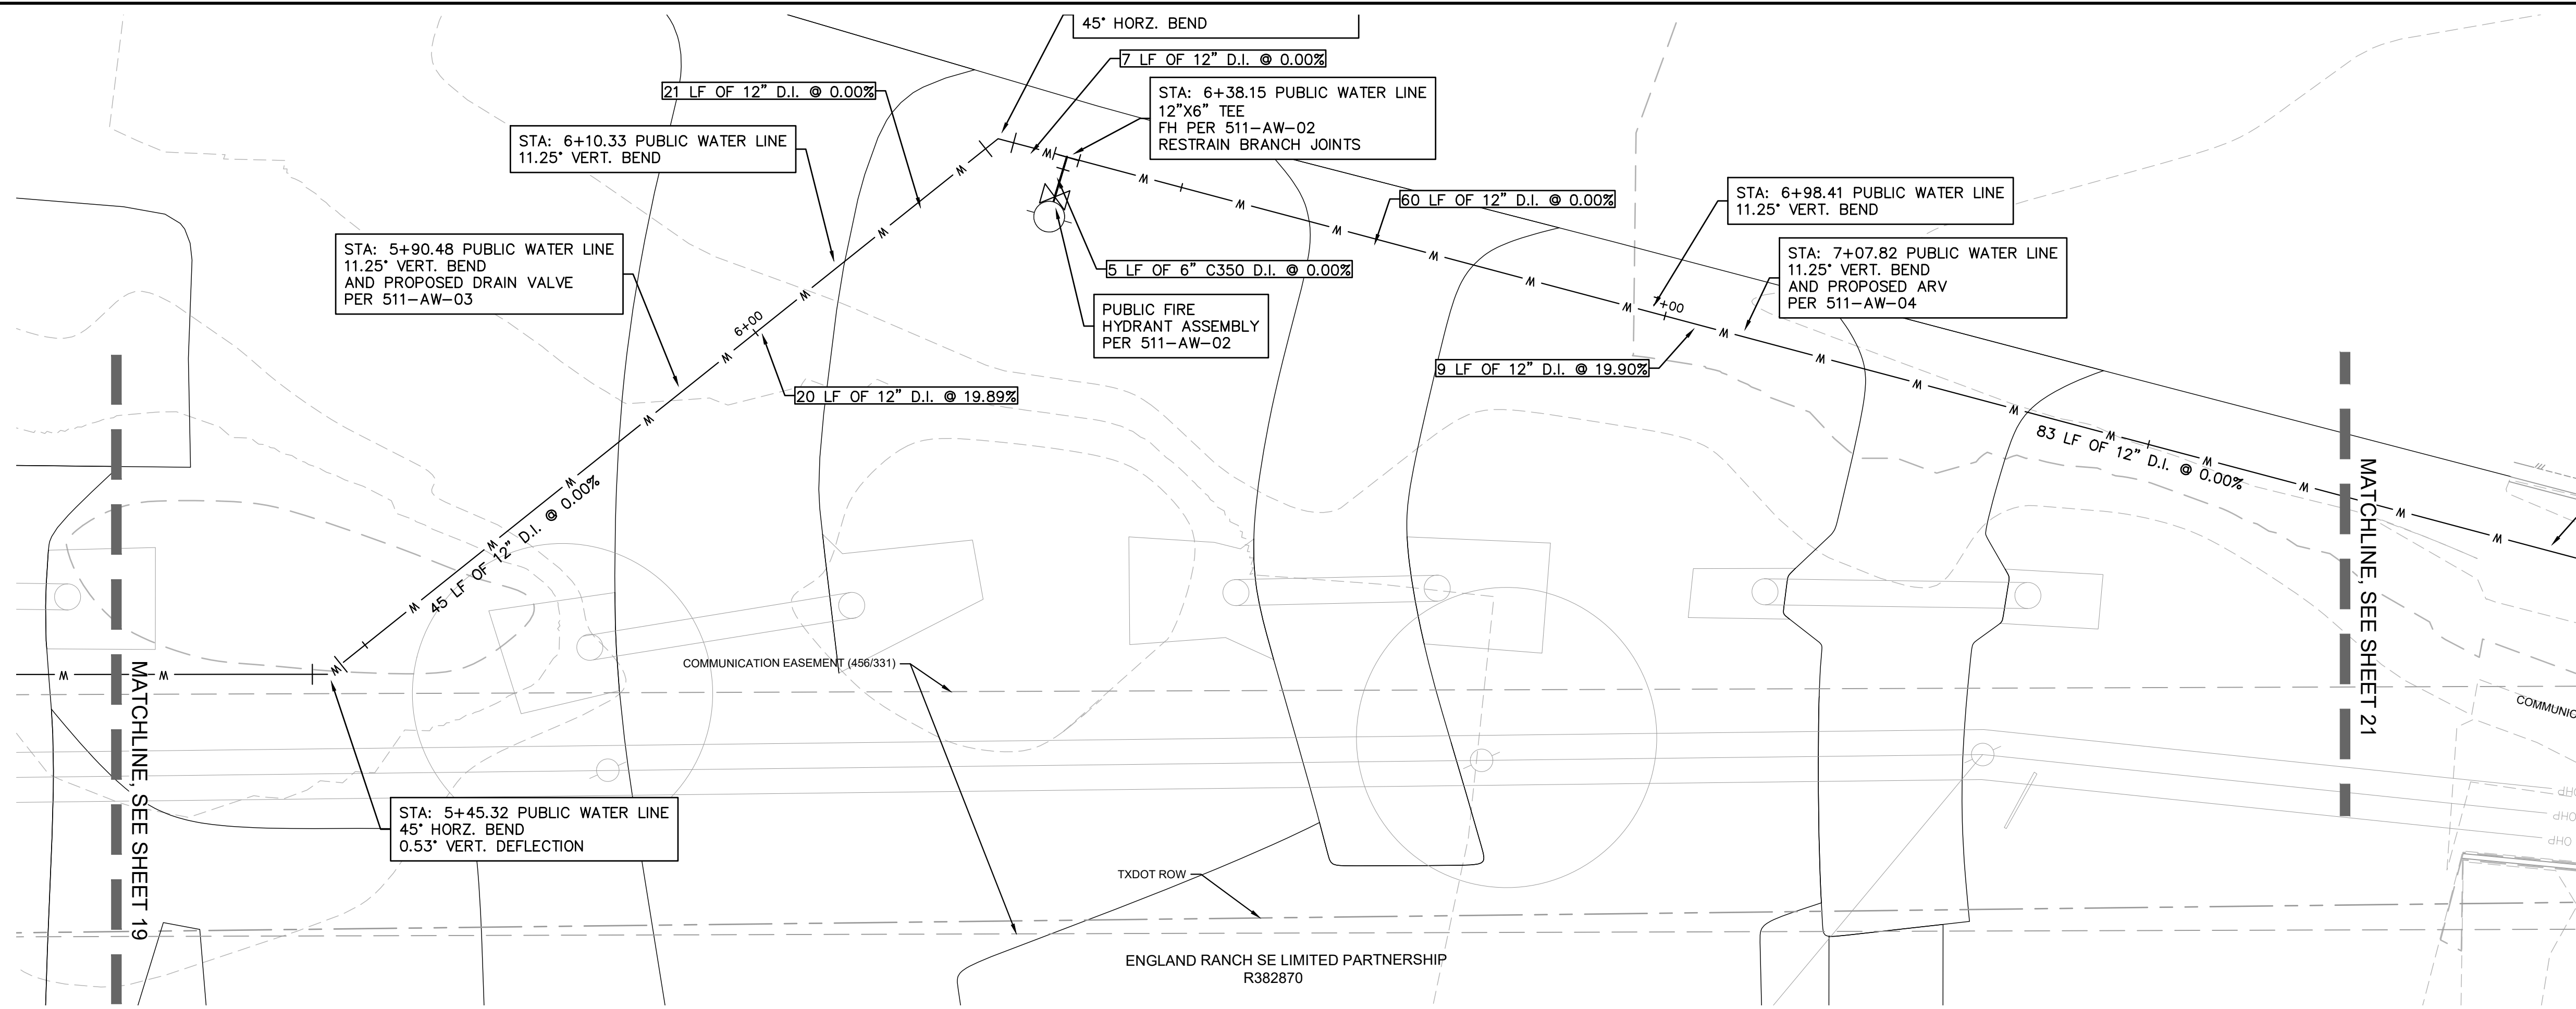 45° HORZ. BEND
7 LF OF 12" D.I. @ 0.00%
21 LF OF 12" D.I. @ 0.00%
STA: 6+38.15 PUBLIC WATER LINE
12"X6" TEE
FH PER 511-AW-02
RESTRAIN BRANCH JOINTS
STA: 6+10.33 PUBLIC WATER LINE
11.25° VERT. BEND
60 LF OF 12" D.I. @ 0.00%
STA: 6+98.41 PUBLIC WATER LINE
11.25° VERT. BEND
STA: 5+90.48 PUBLIC WATER LINE
11.25° VERT. BEND
AND PROPOSED DRAIN VALVE
PER 511-AW-03
STA: 7+07.82 PUBLIC WATER LINE
11.25° VERT. BEND
AND PROPOSED ARV
PER 511-AW-04
5 LF OF 6" C350 D.I. @ 0.00%
PUBLIC FIRE
HYDRANT ASSEMBLY
PER 511-AW-02
6+00
+00
9 LF OF 12" D.I. @ 19.90%
20 LF OF 12" D.I. @ 19.89%
83 LF OF 12" D.I. @ 0.00%
45 LF OF 12" D.I. @ 0.00%
W W W W W W W W W W W W W W W W W W W W W W W W W W W
COMMUNICATION EASEMENT (456/331)
MATCHLINE, SEE SHEET 19
MATCHLINE, SEE SHEET 21
COMMUNIC
STA: 5+45.32 PUBLIC WATER LINE
45° HORZ. BEND
0.53° VERT. DEFLECTION
OHP
OHP
OHP
TXDOT ROW
ENGLAND RANCH SE LIMITED PARTNERSHIP
R382870